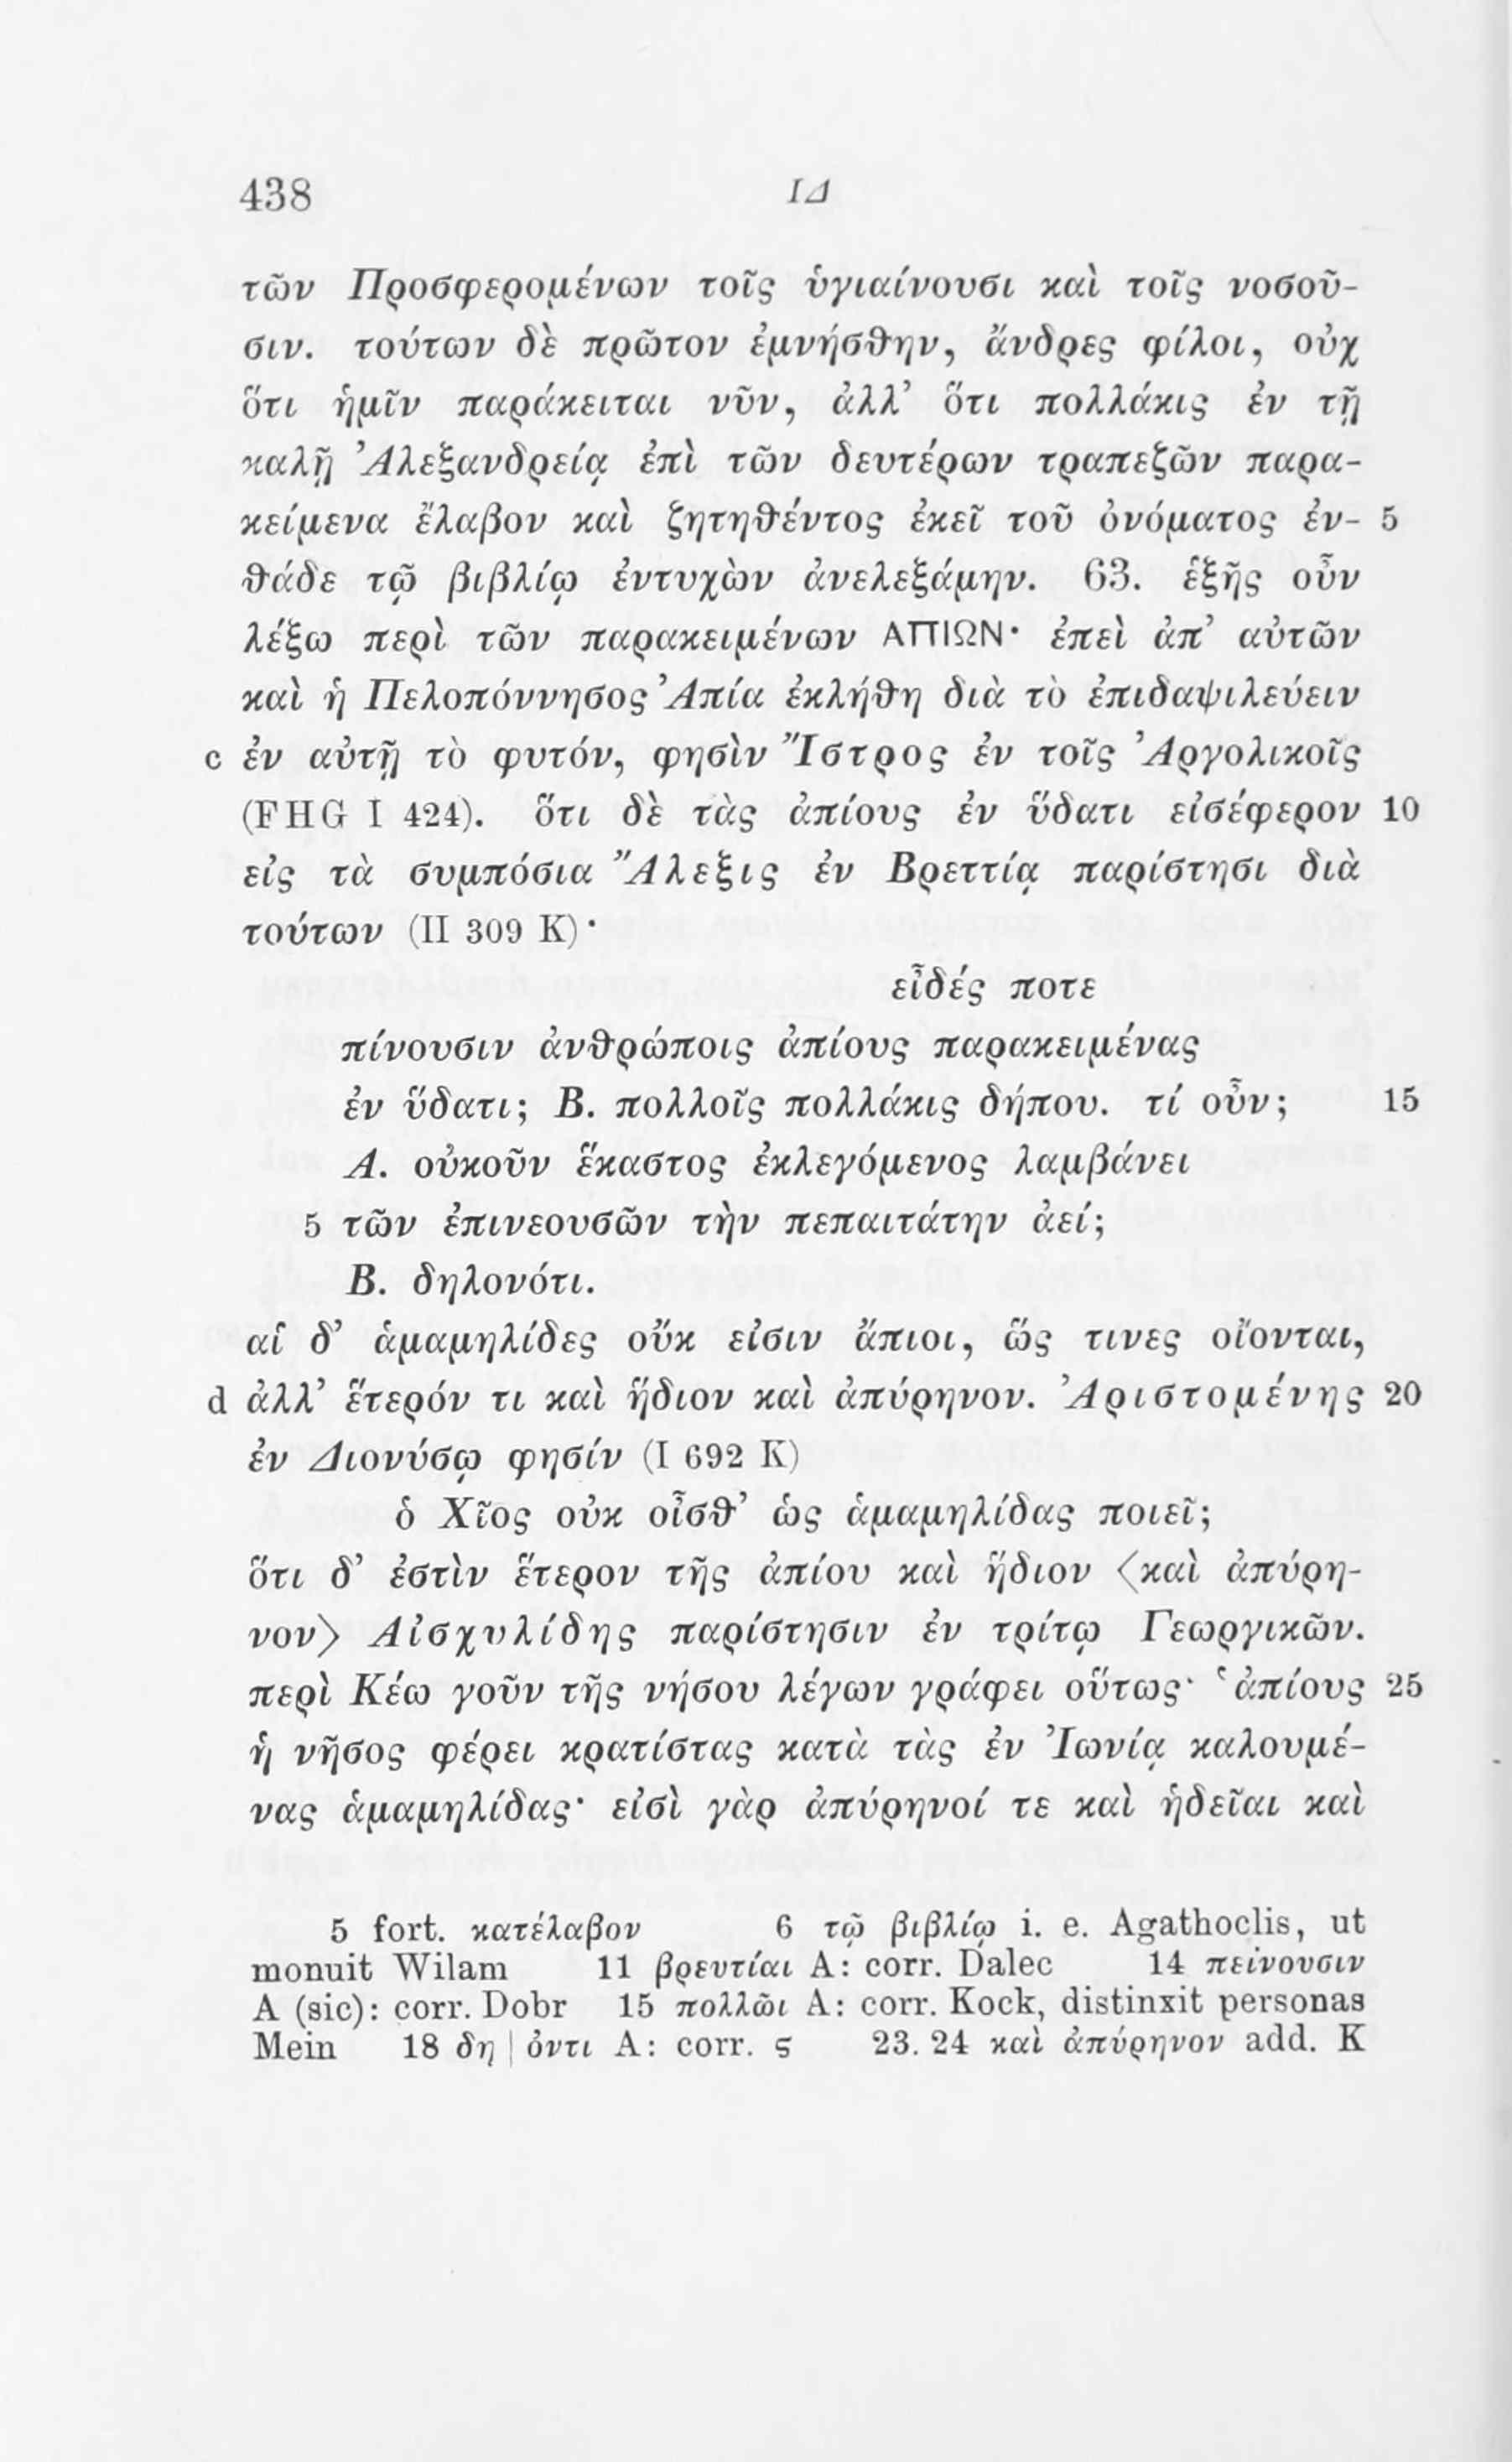 438 ΙΔ
τῶν Προσφερομένων τοῖς ὑγιαίνουσι καὶ τοῖς νοσοῦ-
σιν. τούτων δὲ πρῶτον ἐμνήσθην, ἄνδρες φίλοι, οὐχ
ὅτι ἡμῖν παράκειται νῦν, ἀλλ’ ὅτι πολλάκις ἐν τῇ
καλῇ Ἀλεξανδρείᾳ ἐπὶ τῶν δευτέρων τραπεζῶν παρα-
κείμενα ἔλαβον καὶ ζητηθέντος ἐκεῖ τοῦ ὀνόματος ἐν- 5
θάδε τῷ βιβλίῳ ἐντυχὼν ἀνελεξάμην. 63. ἑξῆς οὖν
λέξω περὶ τῶν παρακειμένων ΑΠΙΩΝ· ἐπεὶ ἀπ’ αὐτῶν
καὶ ἡ Πελοπόννησος Ἀπία ἐκλήθη διὰ τὸ ἐπιδαψιλεύειν
c ἐν αὐτῇ τὸ φυτόν, φησὶν Ἴστρος ἐν τοῖς Ἀργολικοῖς
(FHG I 424). ὅτι δὲ τὰς ἀπίους ἐν ὕδατι εἰσέφερον 10
εἰς τὰ συμπόσια Ἄλεξις ἐν Βρεττίᾳ παρίστησι διὰ
τούτων (II 309 K)·
εἶδές ποτε
πίνουσιν ἀνθρώποις ἀπίους παρακειμένας
ἐν ὕδατι; Β. πολλοῖς πολλάκις δήπου. τί οὖν; 15
Α. οὐκοῦν ἕκαστος ἐκλεγόμενος λαμβάνει
5 τῶν ἐπινεουσῶν τὴν πεπαιτάτην ἀεί;
Β. δηλονότι.
αἱ δ’ ἁμαμηλίδες οὔκ εἰσιν ἄπιοι, ὥς τινες οἴονται,
d ἀλλ’ ἕτερόν τι καὶ ἥδιον καὶ ἀπύρηνον. Ἀριστομένης 20
ἐν Διονύσῳ φησίν (I 692 K)
ὁ Χῖος οὐκ οἶσθ’ ὡς ἁμαμηλίδας ποιεῖ;
ὅτι δ’ ἐστὶν ἕτερον τῆς ἀπίου καὶ ἥδιον ⟨καὶ ἀπύρη-
νον⟩ Αἰσχυλίδης παρίστησιν ἐν τρίτῳ Γεωργικῶν.
περὶ Κέω γοῦν τῆς νήσου λέγων γράφει οὕτως· ‘ἀπίους 25
ἡ νῆσος φέρει κρατίστας κατὰ τὰς ἐν Ἰωνίᾳ καλουμέ-
νας ἁμαμηλίδας· εἰσὶ γὰρ ἀπύρηνοί τε καὶ ἡδεῖαι καὶ
5 fort. κατέλαβον 6 τῷ βιβλίῳ i. e. Agathoclis, ut
monuit Wilam 11 βρευτίαι A: corr. Dalec 14 πείνουσιν
A (sic): corr. Dobr 15 πολλῶι A: corr. Kock, distinxit personas
Mein 18 δη | όντι A: corr. ς 23. 24 καὶ ἀπύρηνον add. K